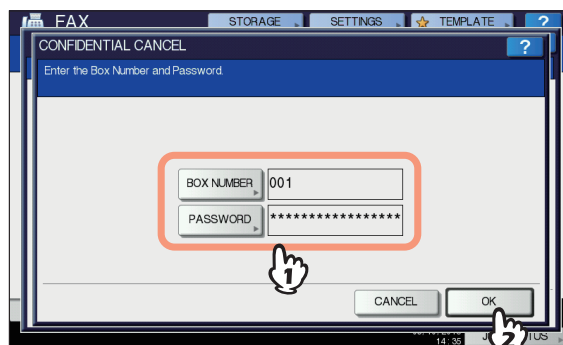 FAX STORAGE SETTINGS TEMPLATE ?
CONFIDENTIAL CANCEL ?
Enter the Box Number and Password.
BOX NUMBER 001
PASSWORD *****************
1
CANCEL OK
2
14:35